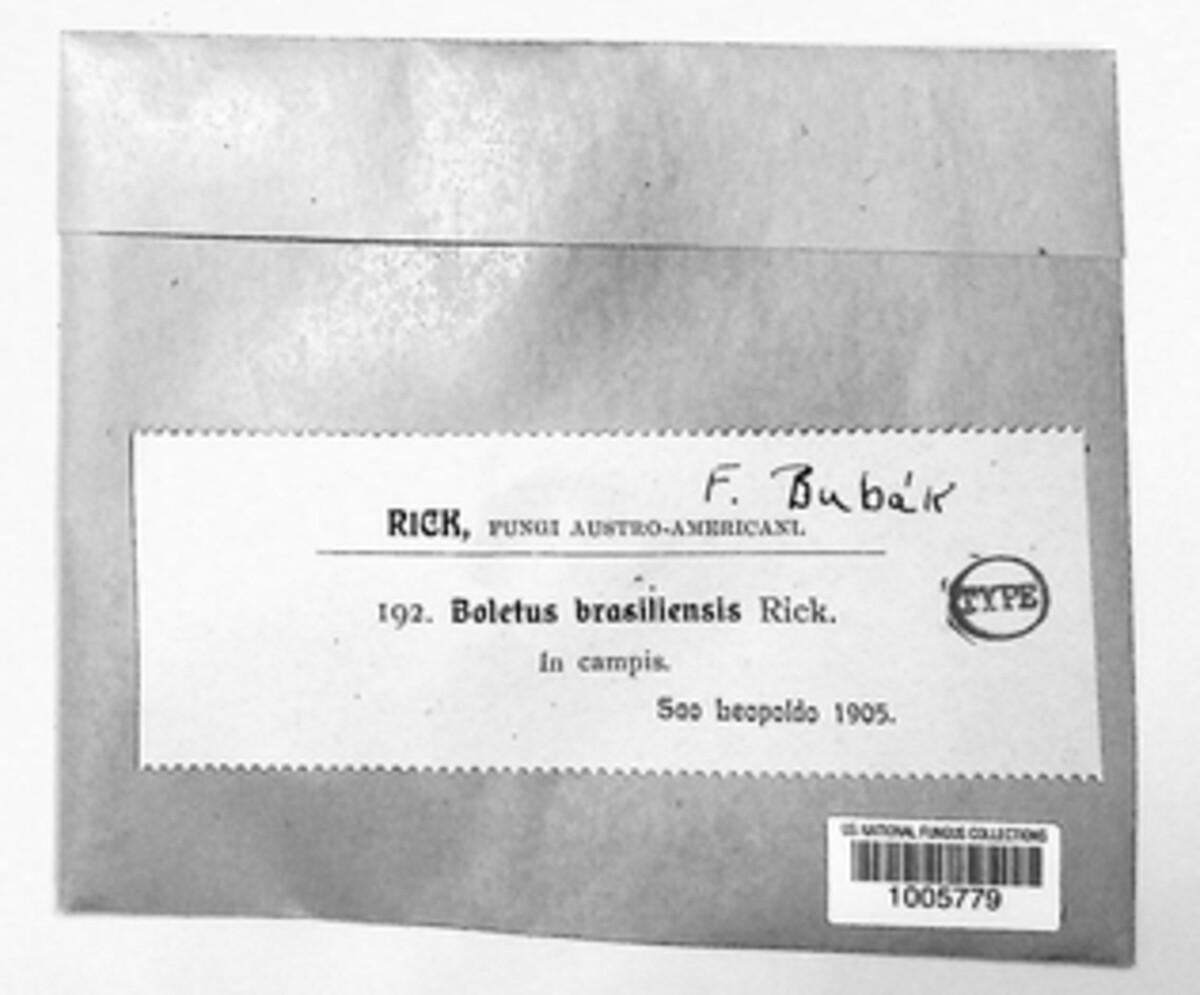 F. Bubák
RICK, FUNGI AUSTRO-AMERICANI.
192. Boletus brasiliensis Rick.
In campis.
Sao Leopoldo 1905.
TYPE
U.S. NATIONAL FUNGUS COLLECTIONS
1005779